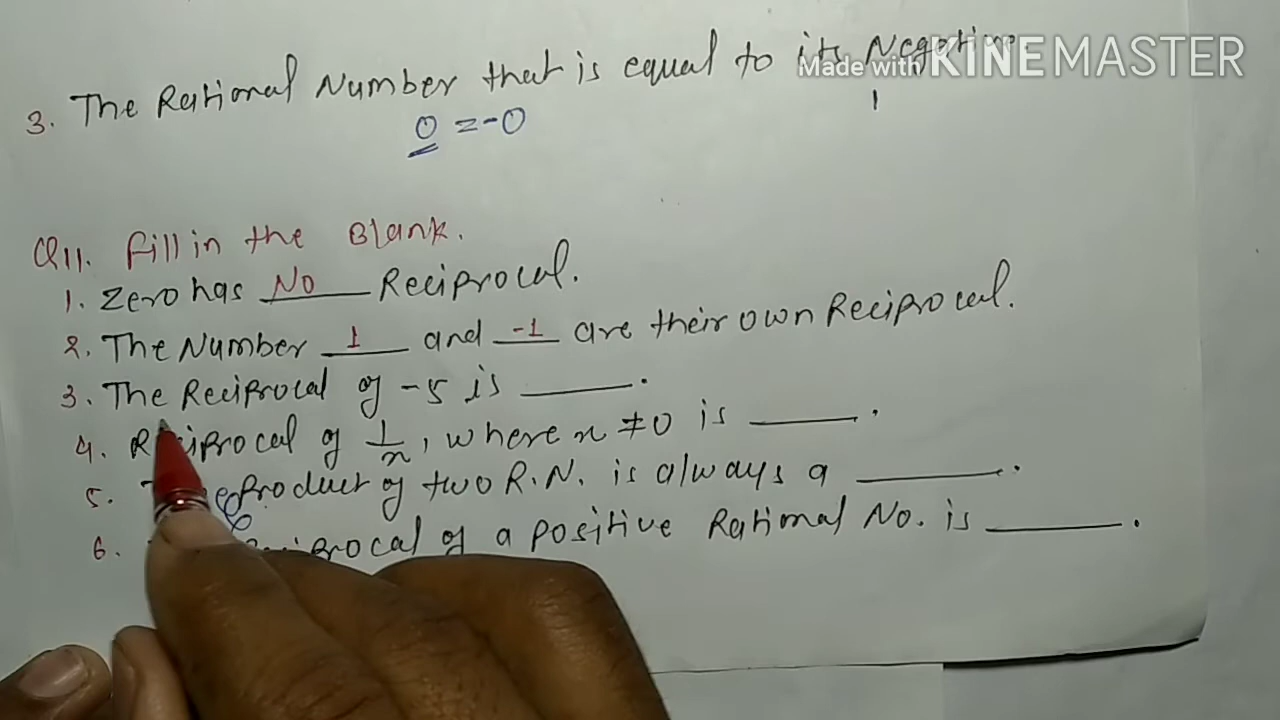 3. The Rational Number that is equal to its Negative.
Made with KINEMASTER
0 = -0
Q11. Fill in the Blank.
1. Zero has No Reciprocal.
2. The Number 1 and -1 are their own Reciprocal.
3. The Reciprocal of -5 is ______.
4. Reciprocal of 1/x, where x ≠ 0 is ______.
5. Product of two R.N. is always a ______.
6. of a positive Rational No. is ______.